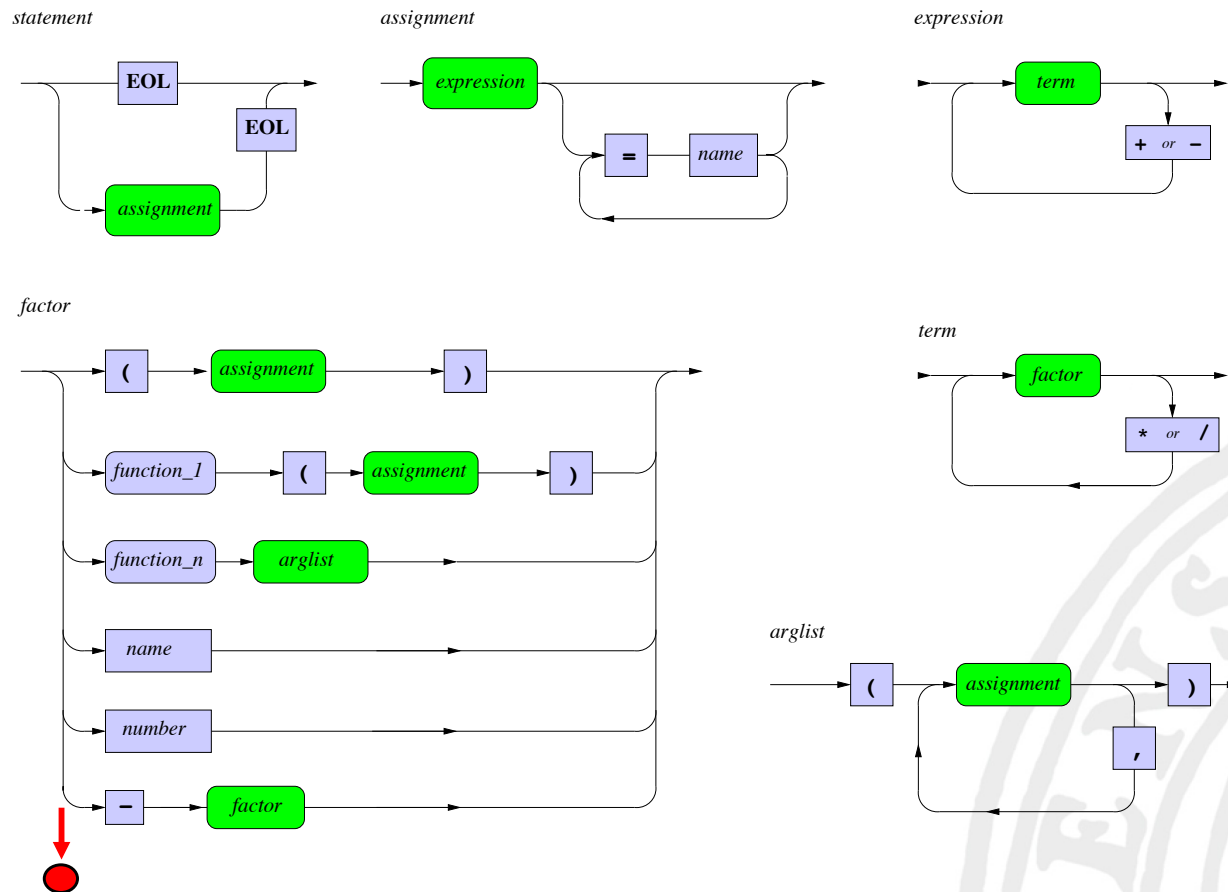 statement
assignment
expression
EOL
EOL
assignment
expression
= name
term
+ or -
factor
term
( assignment )
function_1 ( assignment )
function_n arglist
name
number
- factor
factor
* or /
arglist
( assignment )
,
ENS